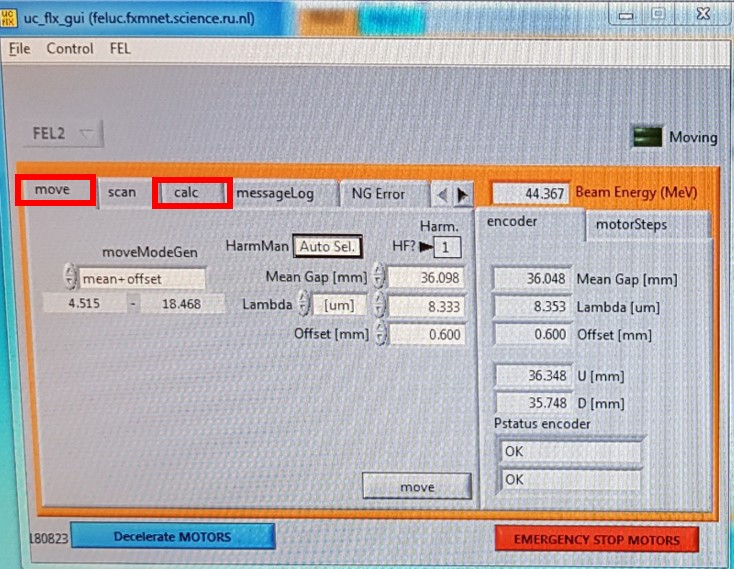 uc flx uc_flx_gui (feluc.fxmnet.science.ru.nl)
File Control FEL
FEL2 Moving
move scan calc messageLog NG Error 44.367 Beam Energy (MeV)
encoder motorSteps
Harm.
moveModeGen HarmMan Auto Sel. HF? 1
mean+offset Mean Gap [mm] 36.098 36.048 Mean Gap [mm]
4.515 - 18.468 Lambda [um] 8.333 8.353 Lambda [um]
Offset [mm] 0.600 0.600 Offset [mm]
36.348 U [mm]
35.748 D [mm]
Pstatus encoder
OK
OK
move
180823 Decelerate MOTORS EMERGENCY STOP MOTORS